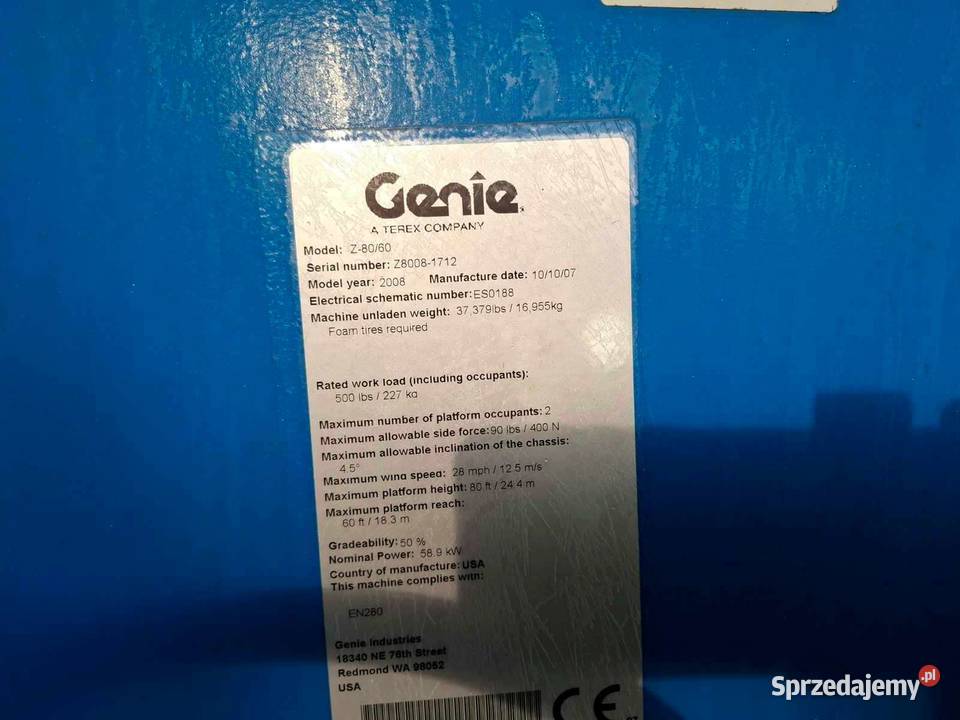 Genie
A TEREX COMPANY
Model: Z-80/60
Serial number: Z8008-1712
Model year: 2008 Manufacture date: 10/10/07
Electrical schematic number: ES0188
Machine unladen weight: 37,379lbs / 16,955kg
Foam tires required
Rated work load (including occupants):
500 lbs / 227 kg
Maximum number of platform occupants: 2
Maximum allowable side force: 90 lbs / 400 N
Maximum allowable inclination of the chassis:
4.5°
Maximum wind speed: 28 mph / 12.5 m/s
Maximum platform height: 80 ft / 24.4 m
Maximum platform reach:
60 ft / 18.3 m
Gradeability: 50 %
Nominal Power: 58.9 kW
Country of manufacture: USA
This machine complies with:
EN280
Genie Industries
18340 NE 76th Street
Redmond WA 98052
USA
CE
Sprzedajemy.pl